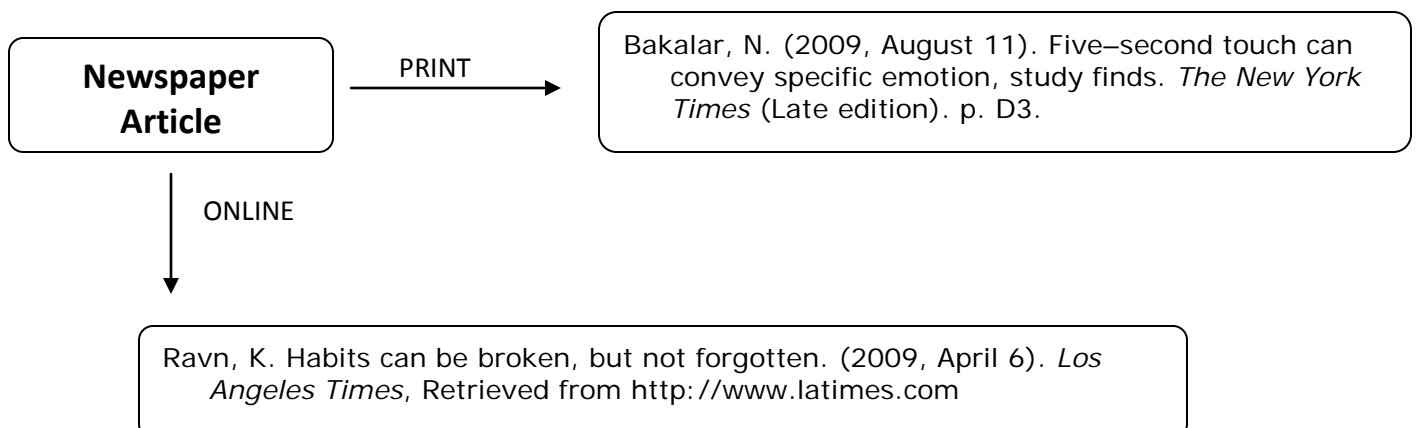 Newspaper
Article
PRINT
Bakalar, N. (2009, August 11). Five–second touch can
convey specific emotion, study finds. The New York
Times (Late edition). p. D3.
ONLINE
Ravn, K. Habits can be broken, but not forgotten. (2009, April 6). Los
Angeles Times, Retrieved from http://www.latimes.com